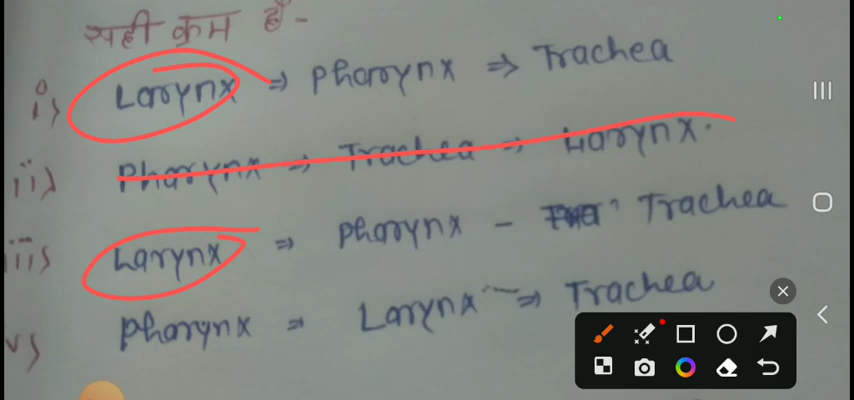 सही क्रम है-
i) Larynx ⇒ Pharynx ⇒ Trachea
ii) Pharynx → Trachea → Larynx.
iii) Larynx ⇒ Pharynx - Trachea
v) Pharynx = Larynx ⇒ Trachea